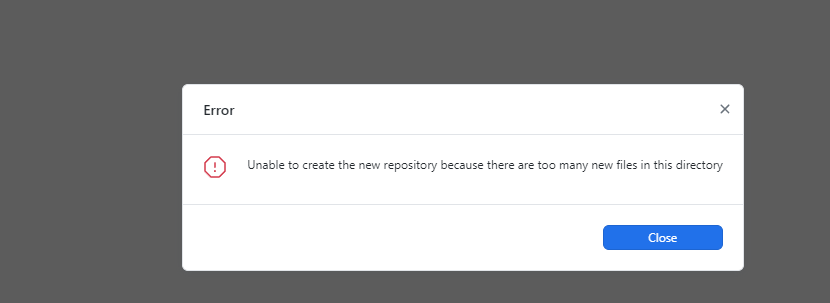 Error
Unable to create the new repository because there are too many new files in this directory
Close